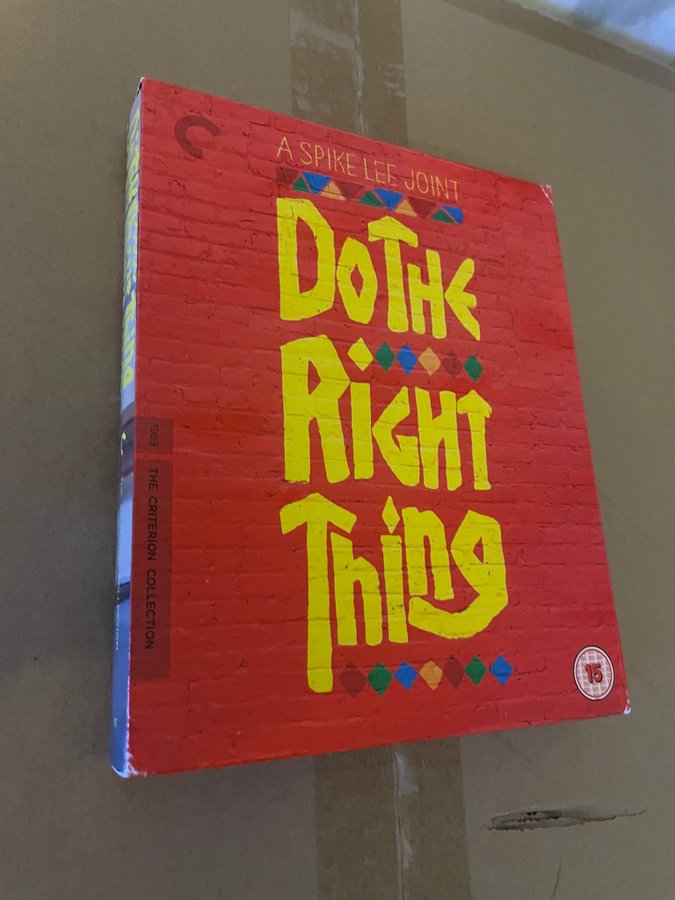 A SPIKE LEE JOINT
DO THE
RIGHT
THING
1989
THE CRITERION COLLECTION
15